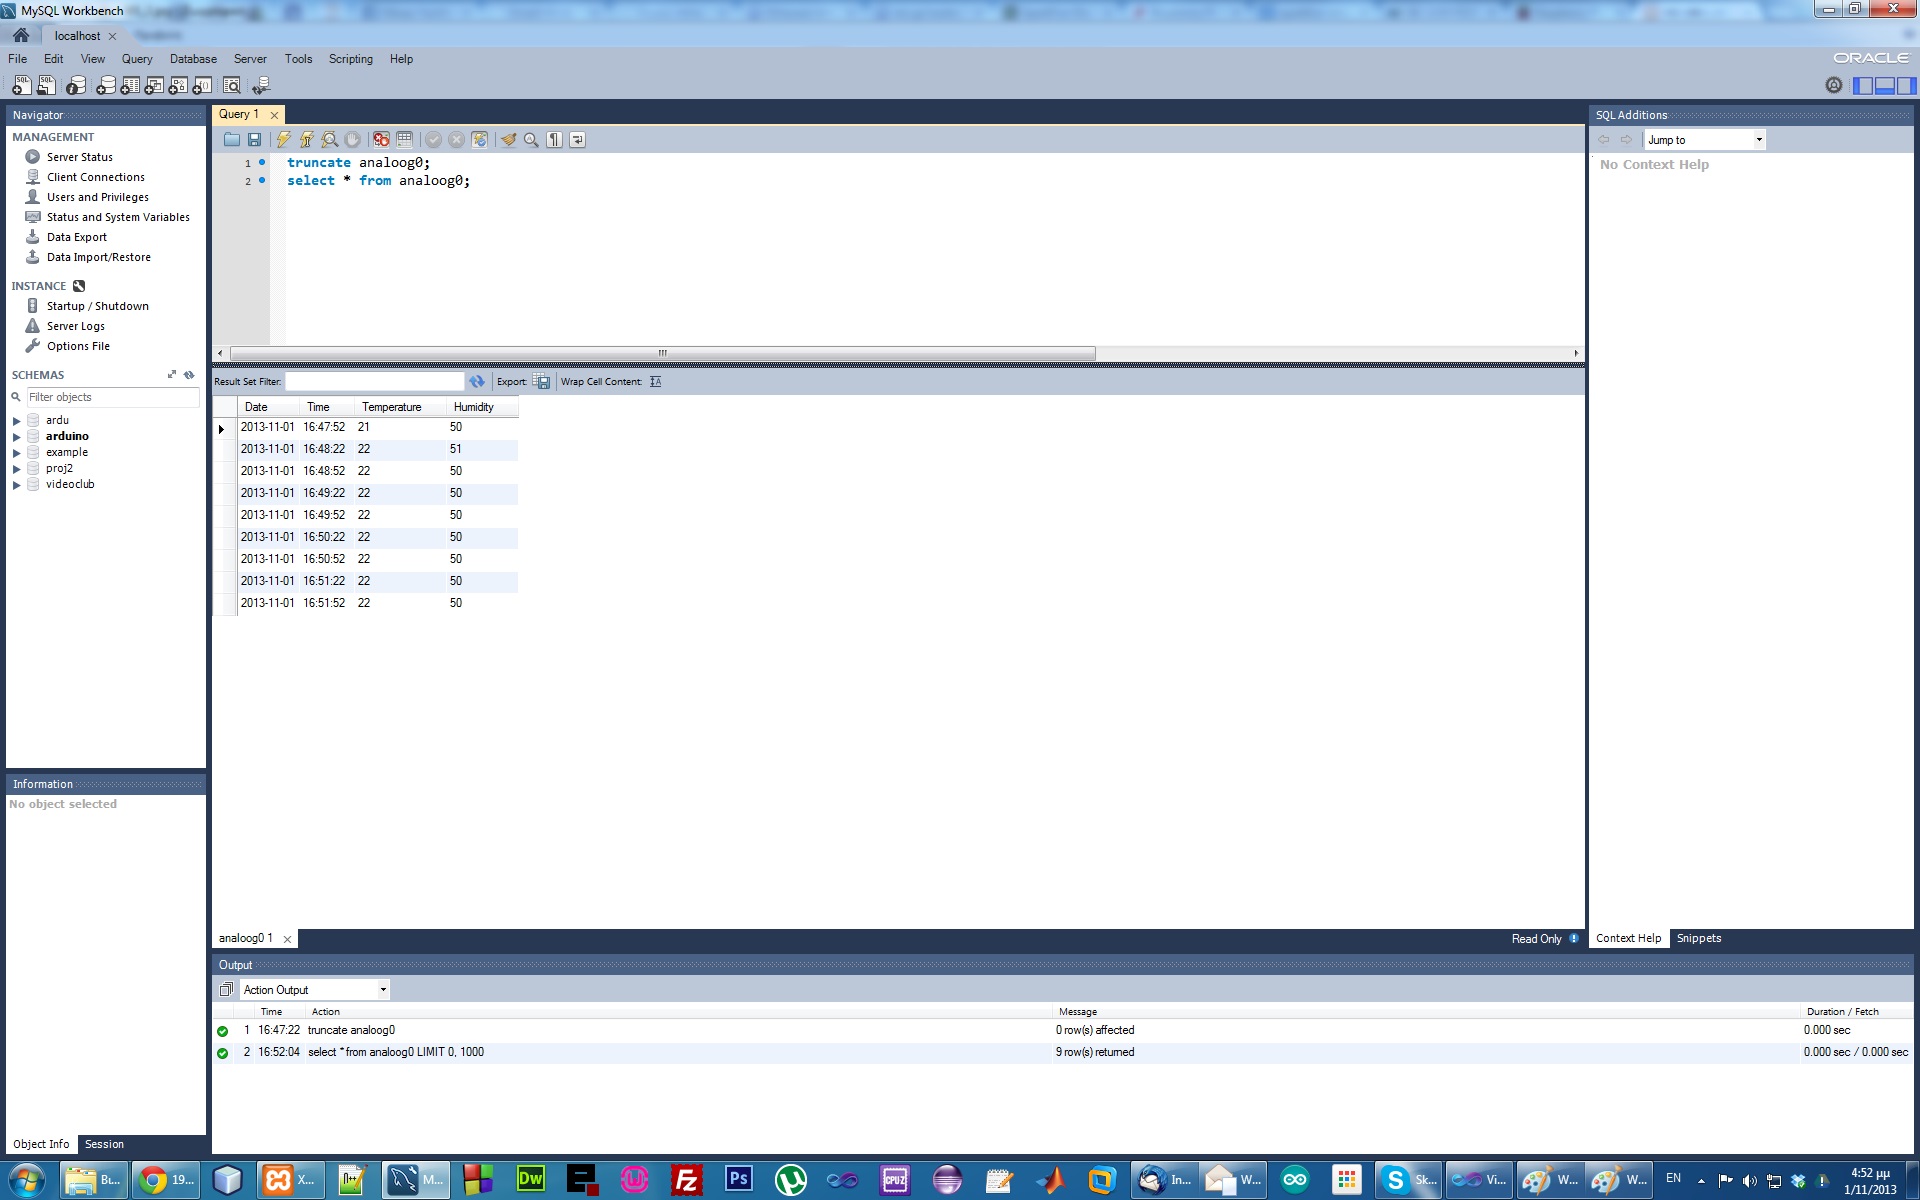 MySQL Workbench
localhost
File Edit View Query Database Server Tools Scripting Help
ORACLE
Navigator
MANAGEMENT
Server Status
Client Connections
Users and Privileges
Status and System Variables
Data Export
Data Import/Restore
INSTANCE
Startup / Shutdown
Server Logs
Options File
SCHEMAS
Filter objects
ardu
arduino
example
proj2
videoclub
Information
No object selected
Object Info Session
Query 1
1 truncate analoog0;
2 select * from analoog0;
Result Set Filter: Export: Wrap Cell Content:
Date Time Temperature Humidity
2013-11-01 16:47:52 21 50
2013-11-01 16:48:22 22 51
2013-11-01 16:48:52 22 50
2013-11-01 16:49:22 22 50
2013-11-01 16:49:52 22 50
2013-11-01 16:50:22 22 50
2013-11-01 16:50:52 22 50
2013-11-01 16:51:22 22 50
2013-11-01 16:51:52 22 50
analoog0 1
Read Only
SQL Additions
Jump to
No Context Help
Context Help Snippets
Output
Action Output
Time Action Message Duration / Fetch
1 16:47:22 truncate analoog0 0 row(s) affected 0.000 sec
2 16:52:04 select * from analoog0 LIMIT 0, 1000 9 row(s) returned 0.000 sec / 0.000 sec
Bu... 19... X... M... Dw Fz Ps CPUZ In... W... Sk... Vi... W... W... EN
4:52 μμ
1/11/2013